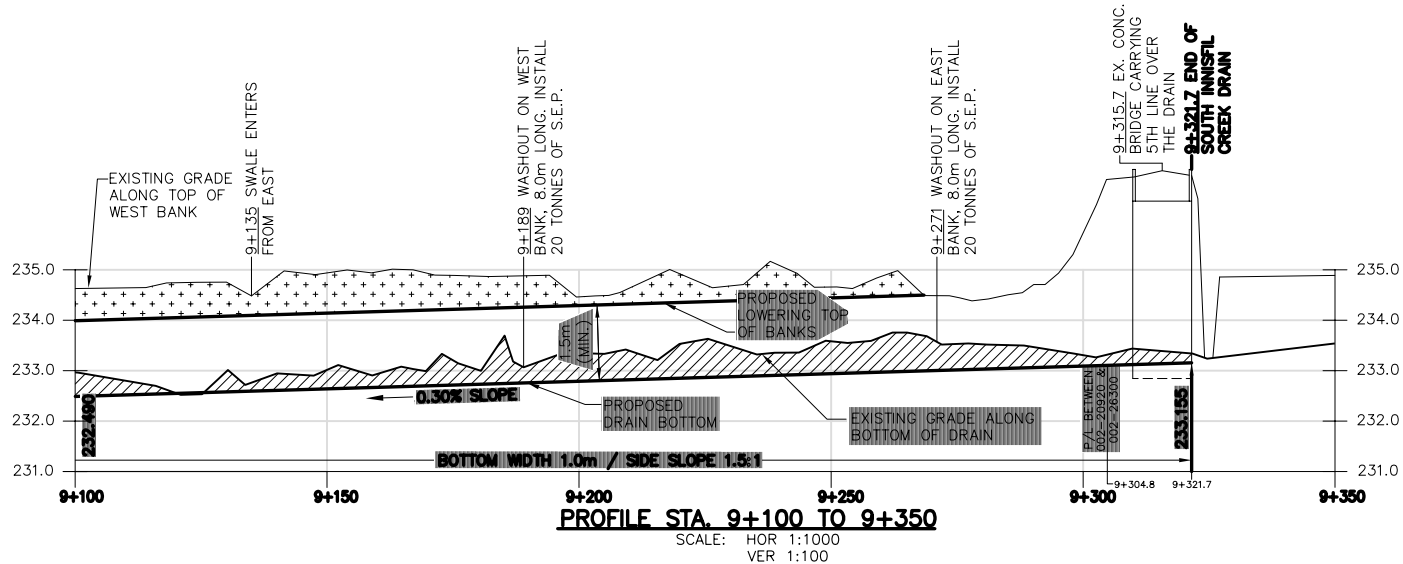 EXISTING GRADE
ALONG TOP OF
WEST BANK
9+135 SWALE ENTERS
FROM EAST
9+189 WASHOUT ON WEST
BANK, 8.0m LONG. INSTALL
20 TONNES OF S.E.P.
9+271 WASHOUT ON EAST
BANK, 8.0m LONG. INSTALL
20 TONNES OF S.E.P.
9+315.7 EX. CONC.
BRIDGE CARRYING
5TH LINE OVER
THE DRAIN
9+321.7 END OF
SOUTH INNISFIL
CREEK DRAIN
235.0
234.0
233.0
232.0
231.0
235.0
234.0
233.0
232.0
231.0
PROPOSED
LOWERING TOP
OF BANKS
1.5m
(MIN.)
0.30% SLOPE
PROPOSED
DRAIN BOTTOM
EXISTING GRADE ALONG
BOTTOM OF DRAIN
P/L BETWEEN
002-20920 &
002-26300
232.490
233.155
BOTTOM WIDTH 1.0m / SIDE SLOPE 1.5:1
9+304.8
9+321.7
9+100
9+150
9+200
9+250
9+300
9+350
PROFILE STA. 9+100 TO 9+350
SCALE: HOR 1:1000
VER 1:100